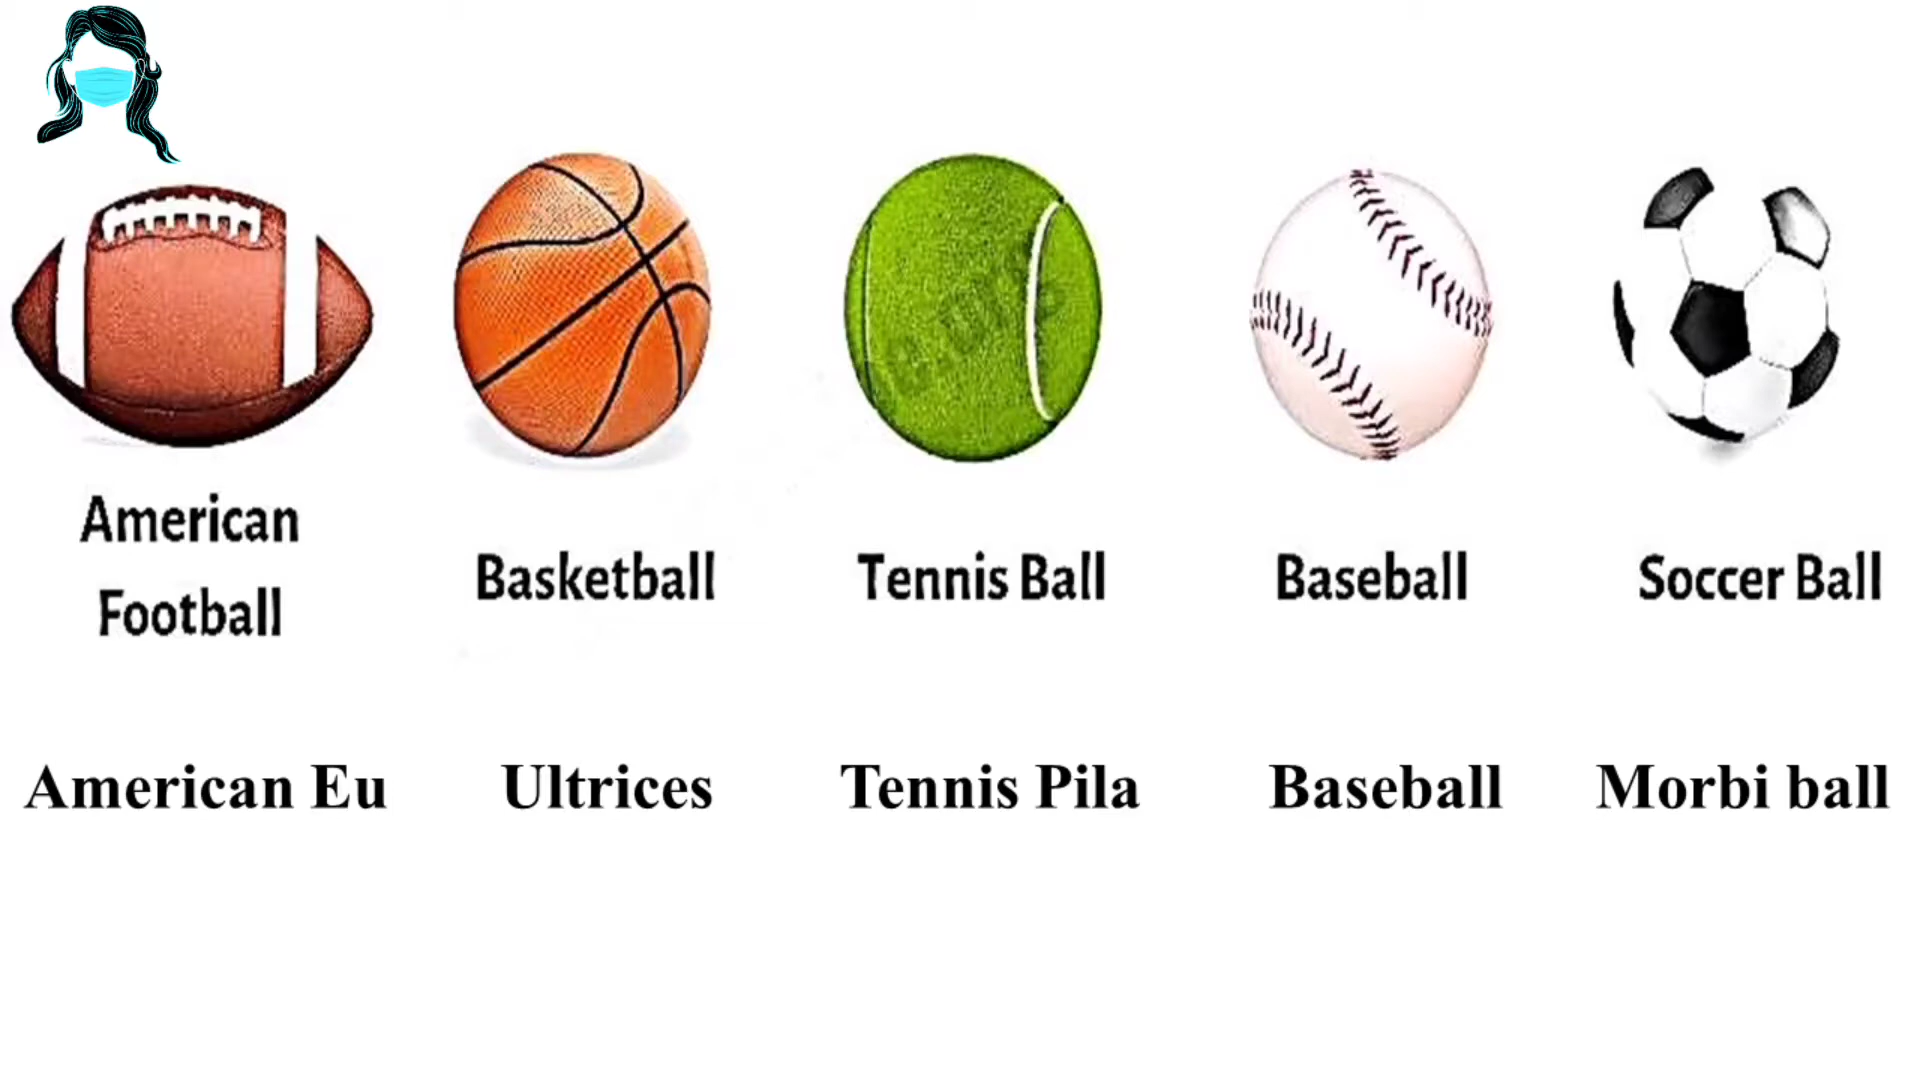 American
Football
Basketball
Tennis Ball
Baseball
Soccer Ball
American Eu
Ultrices
Tennis Pila
Baseball
Morbi ball